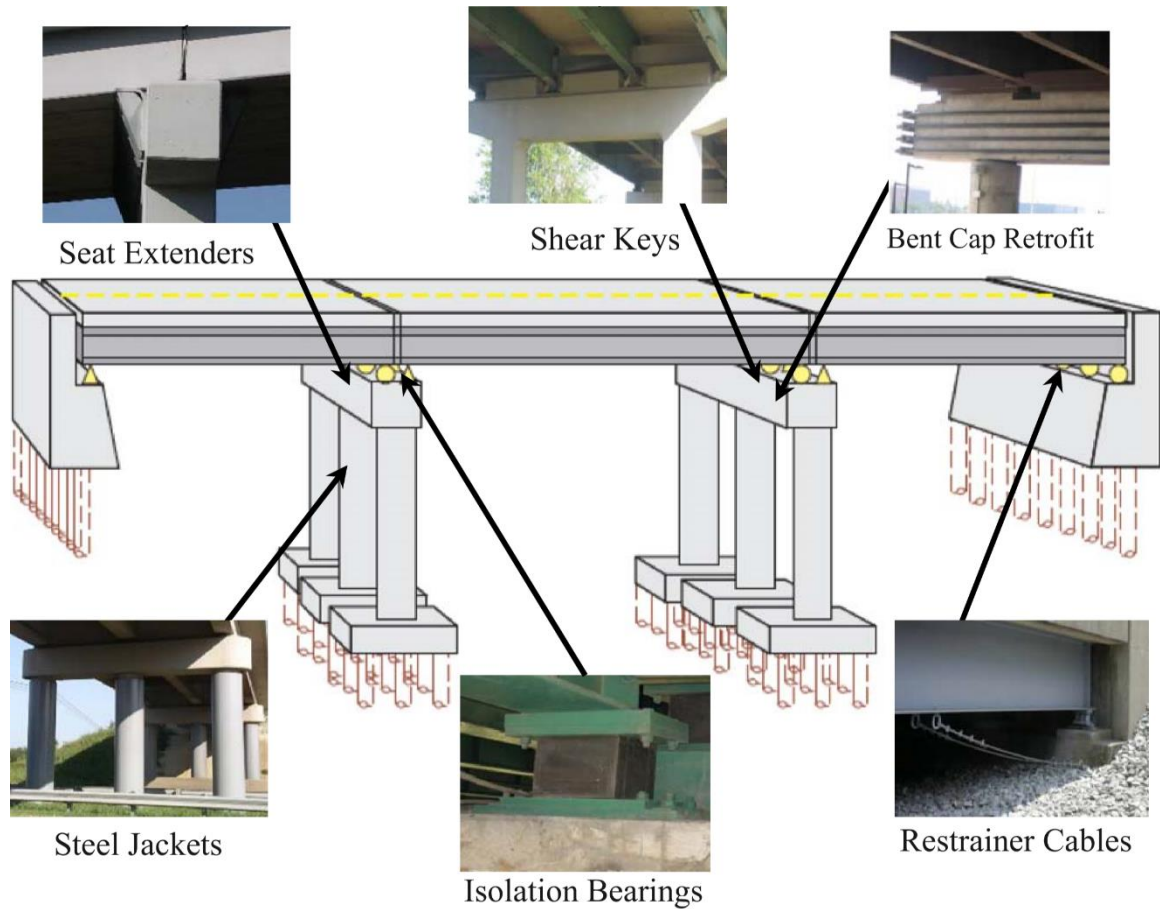 Seat Extenders
Shear Keys
Bent Cap Retrofit
Steel Jackets
Isolation Bearings
Restrainer Cables